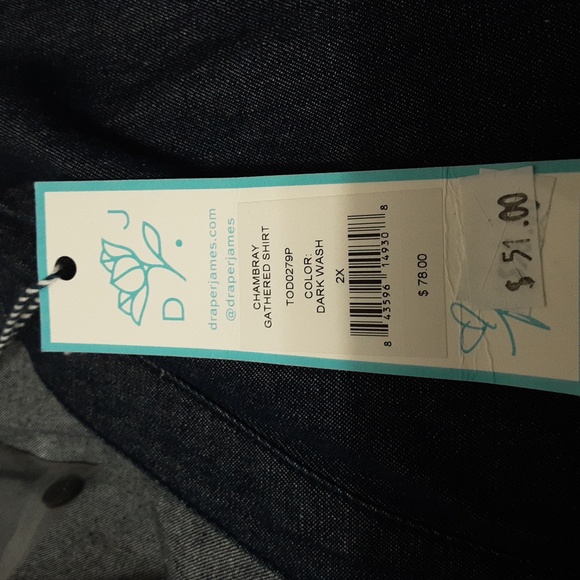 D. J
draperjames.com
@draperjames
CHAMBRAY
GATHERED SHIRT
TOD0279P
COLOR:
DARK WASH
2X
8 43596 14930 8
$ 78.00
$ 51.00